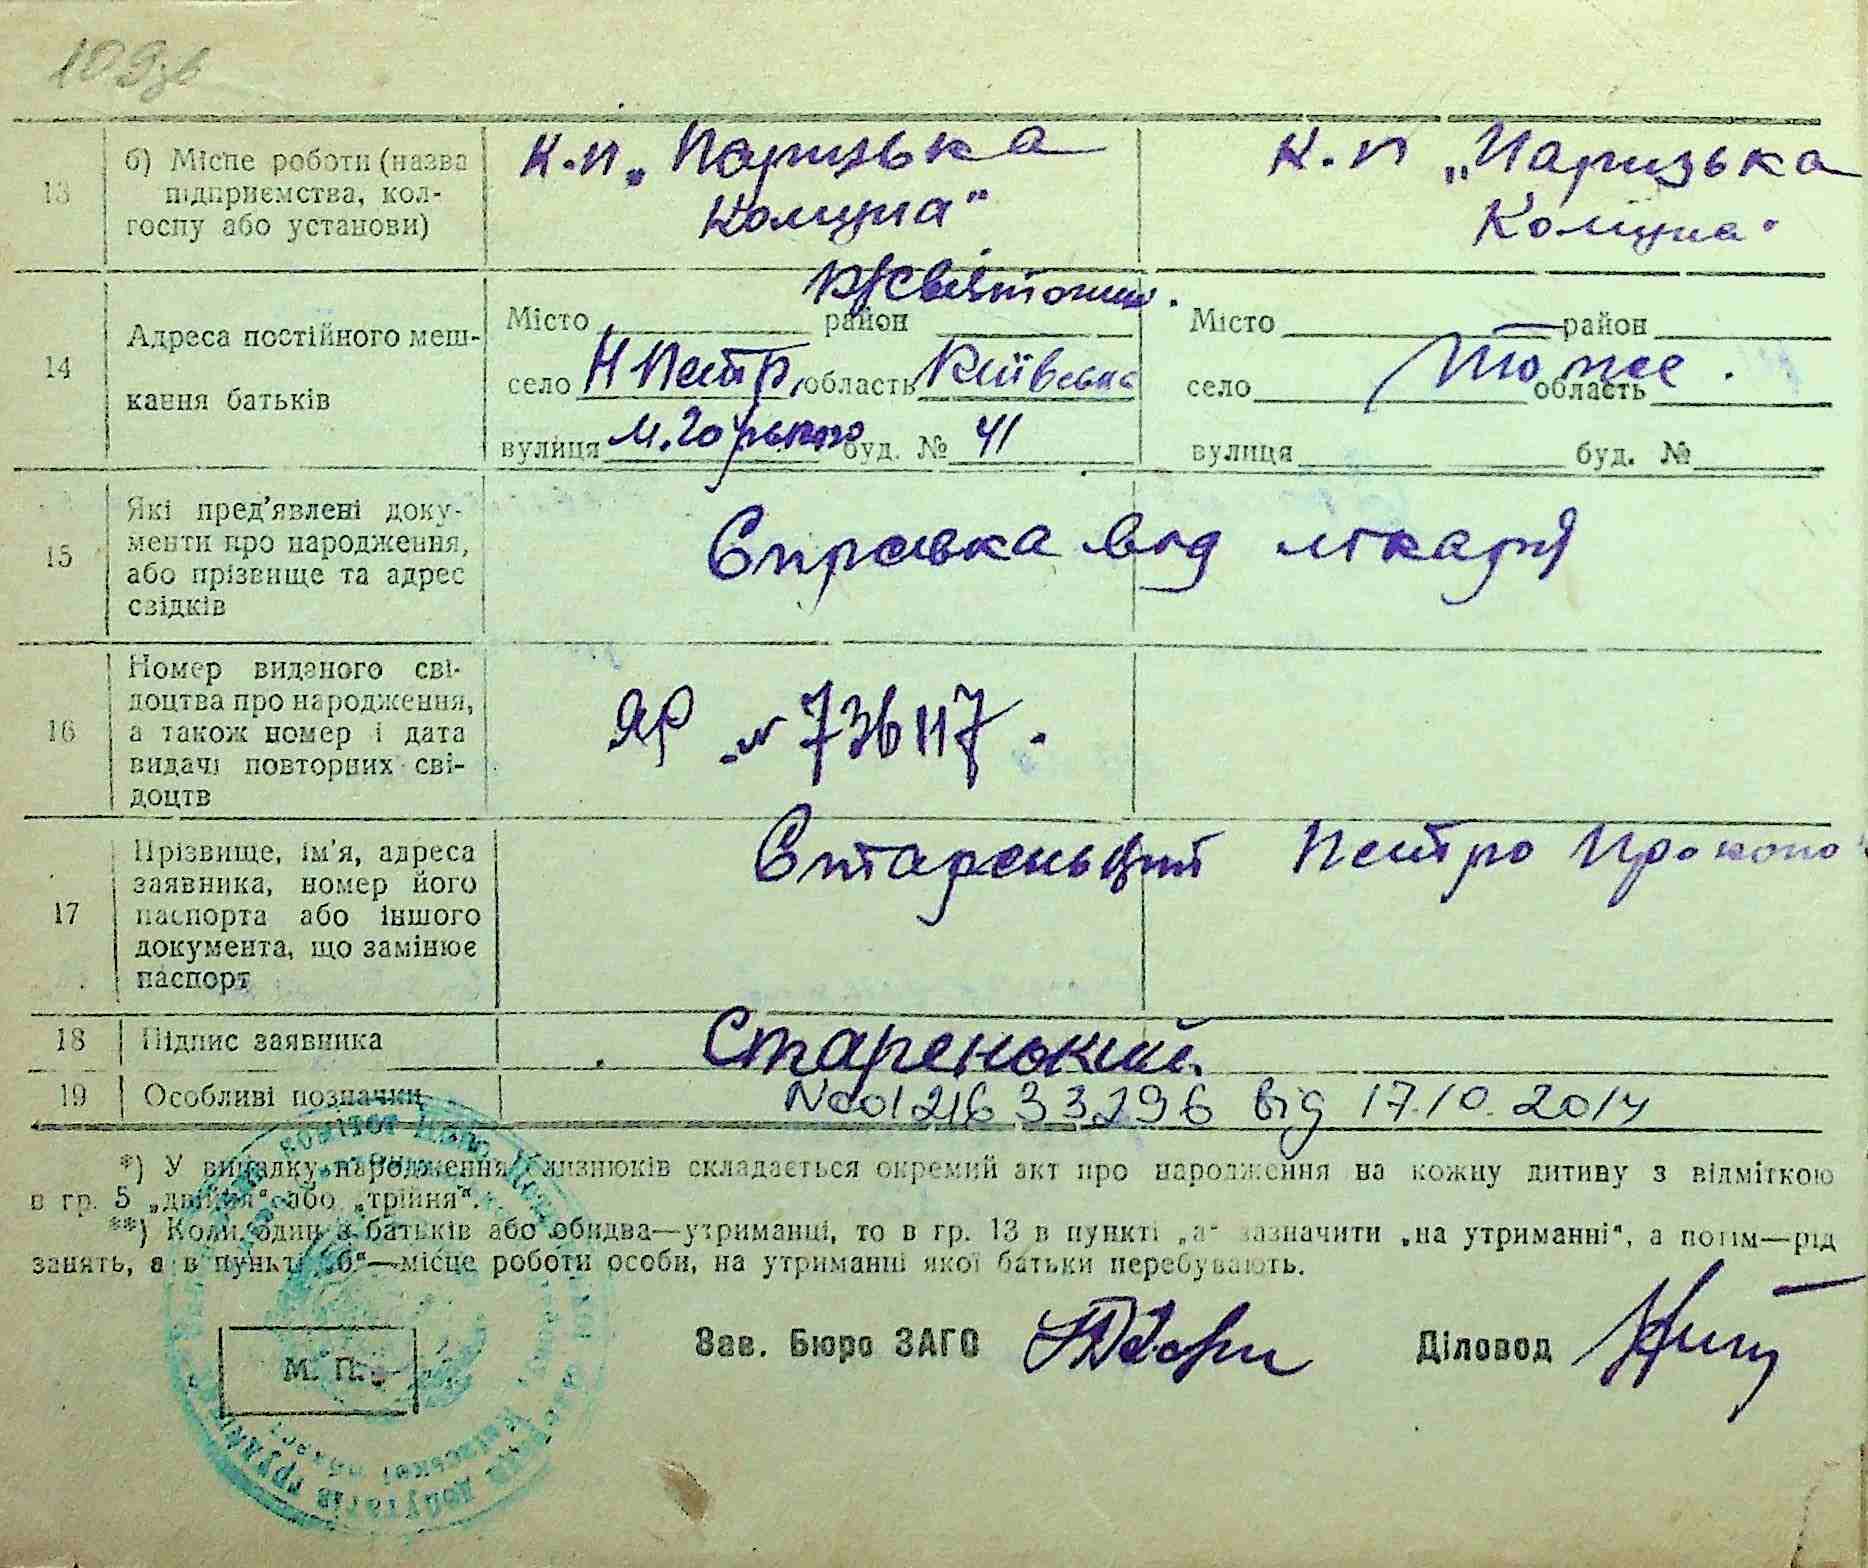 109зв
13 б) Місце роботи (назва підприємства, колгоспу або установи) К-п „Паризька Комуна" К.п „Паризька Комуна"
14 Адреса постійного мешкання батьків
Місто район К/Святошин. Місто район
село Н Петр, область Київська село область То же.
вулиця М.Горького буд. № 41 вулиця буд. №
15 Які пред'явлені документи про народження, або прізвище та адрес свідків Справка від лікаря
16 Номер виданого свідоцтва про народження, а також номер і дата видачі повторних свідоцтв ЯР № 736117.
17 Прізвище, ім'я, адреса заявника, номер його паспорта або іншого документа, що замінює паспорт Старенький Петро Прокопо
18 Підпис заявника Старенький
19 Особливі позначки №00121633296 від 17.10.2014
*) У випадку народження близнюків складається окремий акт про народження на кожну дитину з відміткою
в гр. 5 „двійня" або „трійня".
**) Коли один з батьків або обидва—утриманці, то в гр. 13 в пункті „а" зазначити „на утриманні", а потім—рід
занять, а в пункті „б"—місце роботи особи, на утриманні якої батьки перебувають.
Зав. Бюро ЗАГС Діловод
М. П.